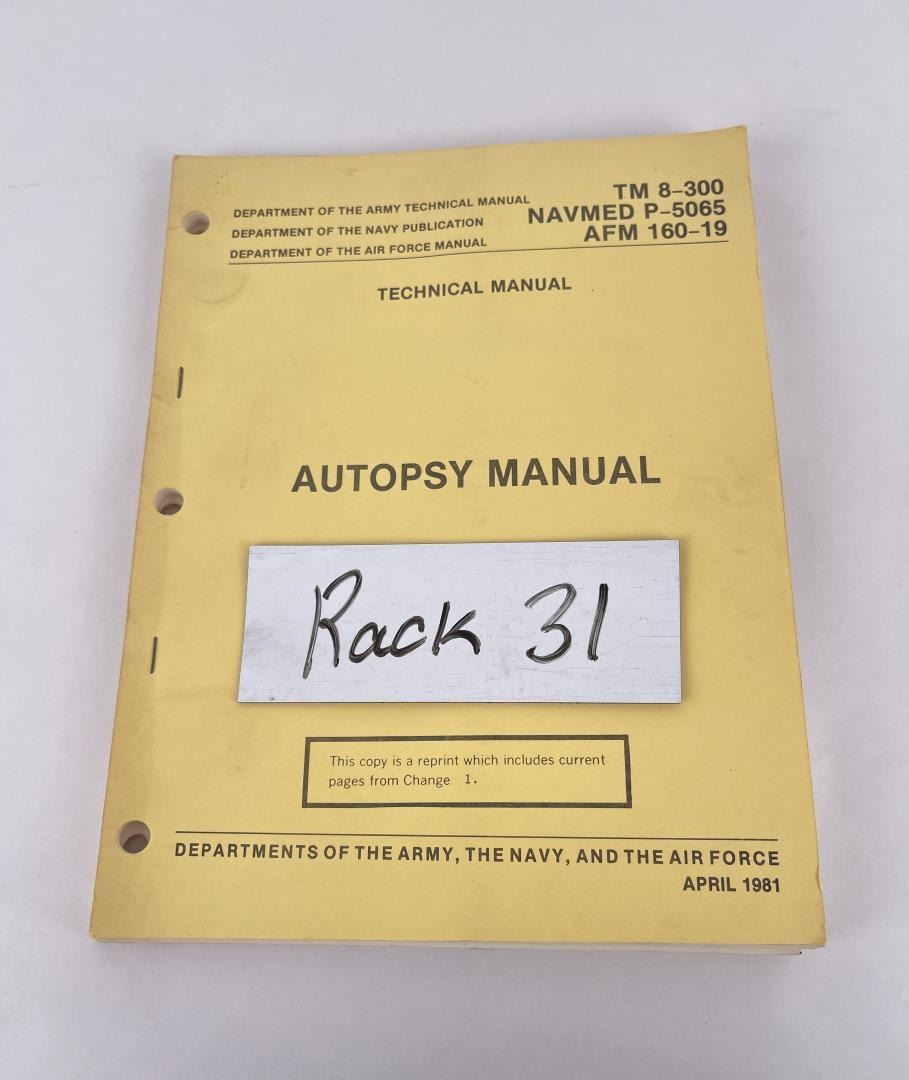 DEPARTMENT OF THE ARMY TECHNICAL MANUAL
DEPARTMENT OF THE NAVY PUBLICATION
DEPARTMENT OF THE AIR FORCE MANUAL
TM 8-300
NAVMED P-5065
AFM 160-19
TECHNICAL MANUAL
AUTOPSY MANUAL
Rack 31
This copy is a reprint which includes current
pages from Change 1.
DEPARTMENTS OF THE ARMY, THE NAVY, AND THE AIR FORCE
APRIL 1981